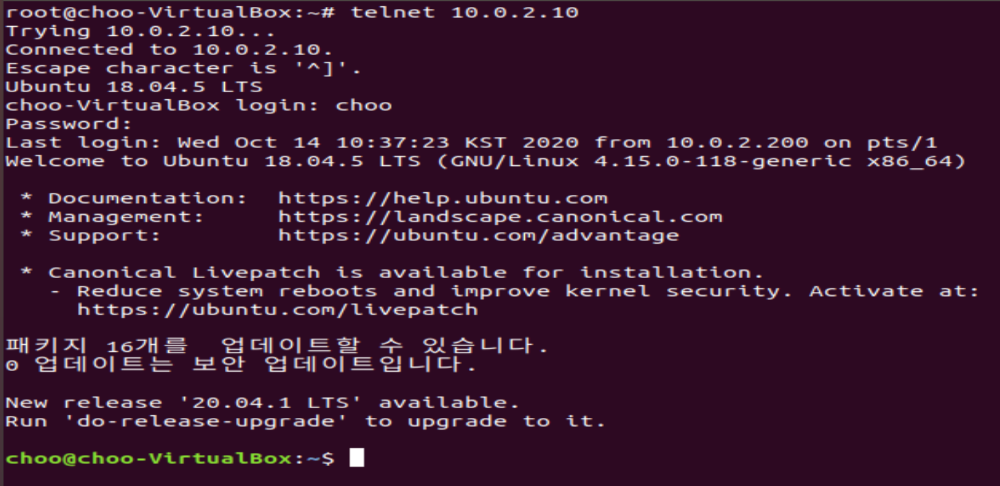 root@choo-VirtualBox:~# telnet 10.0.2.10
Trying 10.0.2.10...
Connected to 10.0.2.10.
Escape character is '^]'.
Ubuntu 18.04.5 LTS
choo-VirtualBox login: choo
Password:
Last login: Wed Oct 14 10:37:23 KST 2020 from 10.0.2.200 on pts/1
Welcome to Ubuntu 18.04.5 LTS (GNU/Linux 4.15.0-118-generic x86_64)
* Documentation:  https://help.ubuntu.com
* Management:     https://landscape.canonical.com
* Support:        https://ubuntu.com/advantage
* Canonical Livepatch is available for installation.
- Reduce system reboots and improve kernel security. Activate at:
https://ubuntu.com/livepatch
패키지 16개를  업데이트할 수 있습니다.
0 업데이트는 보안 업데이트입니다.
New release '20.04.1 LTS' available.
Run 'do-release-upgrade' to upgrade to it.
choo@choo-VirtualBox:~$